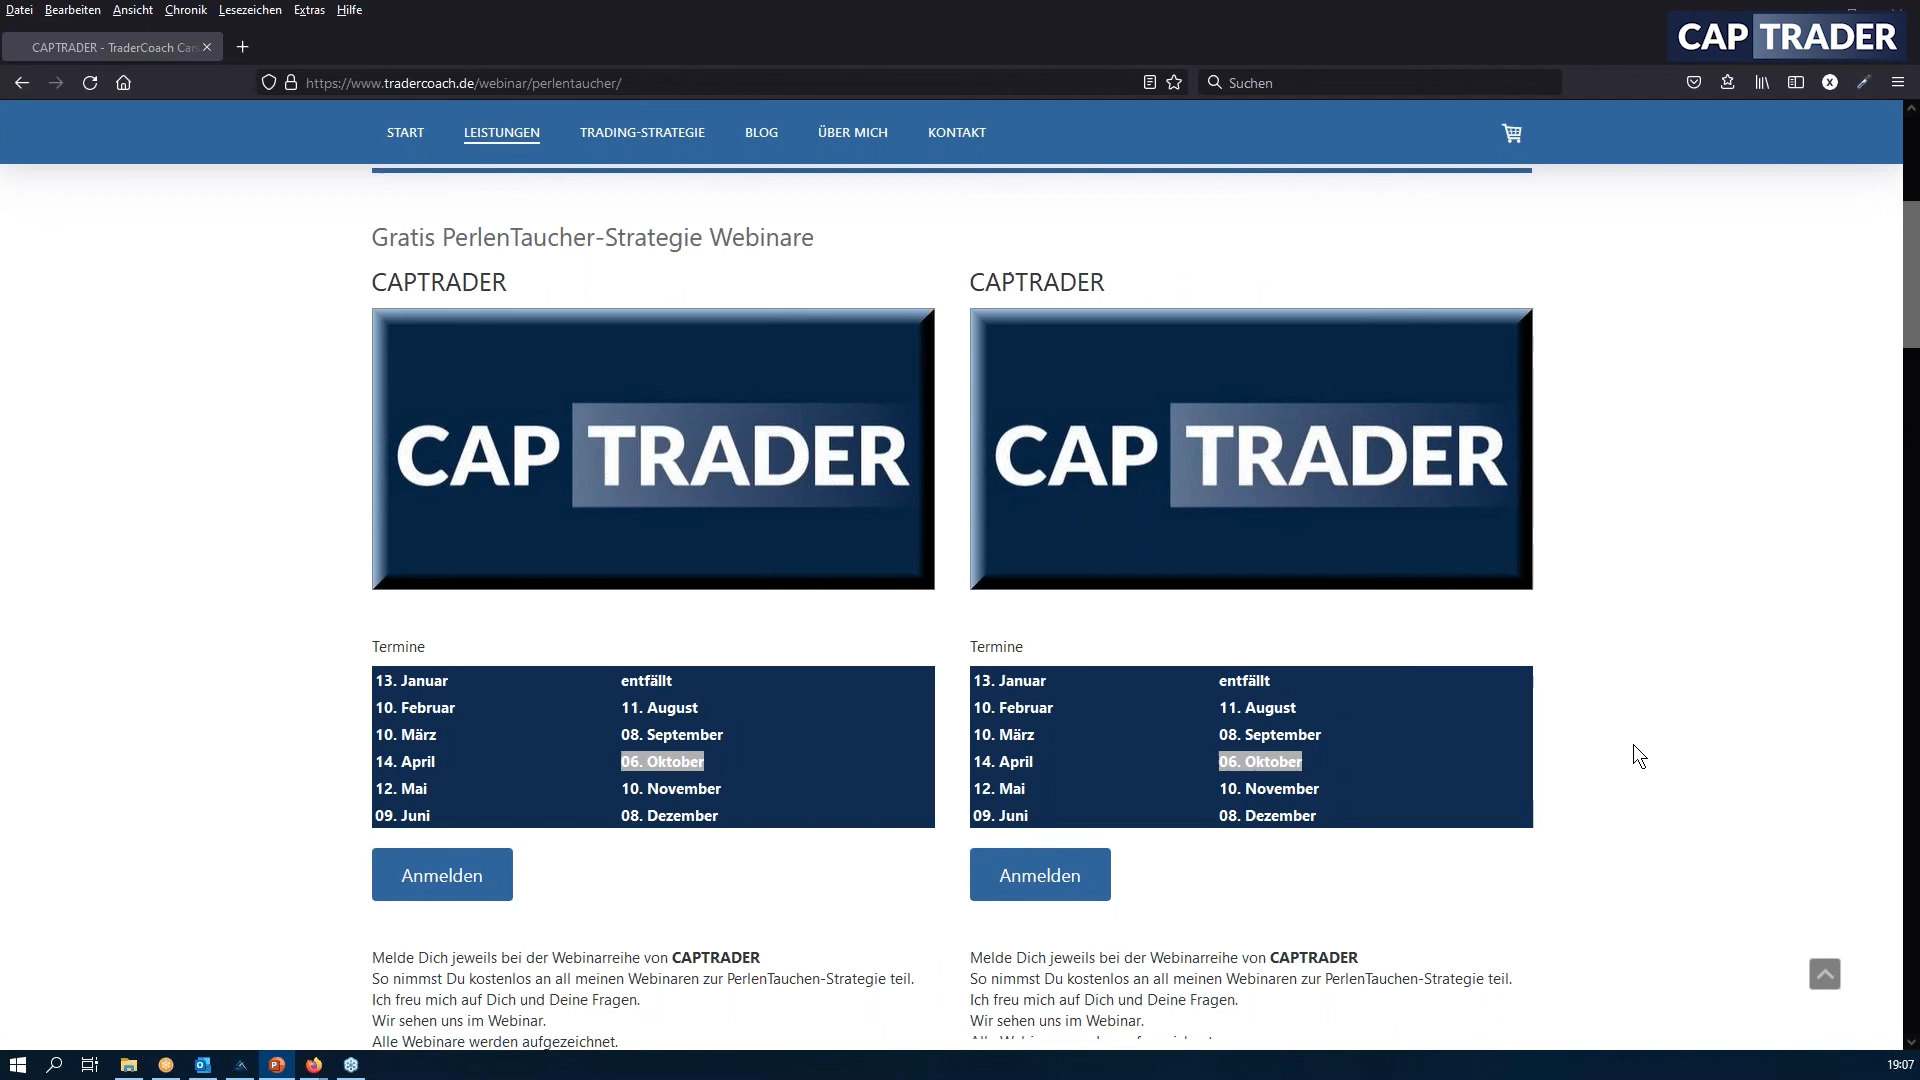 Datei Bearbeiten Ansicht Chronik Lesezeichen Extras Hilfe
CAPTRADER - TraderCoach Cars
CAP TRADER
https://www.tradercoach.de/webinar/perlentaucher/
Suchen
START LEISTUNGEN TRADING-STRATEGIE BLOG ÜBER MICH KONTAKT
Gratis PerlenTaucher-Strategie Webinare
CAPTRADER
CAP TRADER
Termine
13. Januar entfällt
10. Februar 11. August
10. März 08. September
14. April 06. Oktober
12. Mai 10. November
09. Juni 08. Dezember
Anmelden
Melde Dich jeweils bei der Webinarreihe von CAPTRADER
So nimmst Du kostenlos an all meinen Webinaren zur PerlenTauchen-Strategie teil.
Ich freu mich auf Dich und Deine Fragen.
Wir sehen uns im Webinar.
Alle Webinare werden aufgezeichnet.
CAPTRADER
CAP TRADER
Termine
13. Januar entfällt
10. Februar 11. August
10. März 08. September
14. April 06. Oktober
12. Mai 10. November
09. Juni 08. Dezember
Anmelden
Melde Dich jeweils bei der Webinarreihe von CAPTRADER
So nimmst Du kostenlos an all meinen Webinaren zur PerlenTauchen-Strategie teil.
Ich freu mich auf Dich und Deine Fragen.
Wir sehen uns im Webinar.
19:07